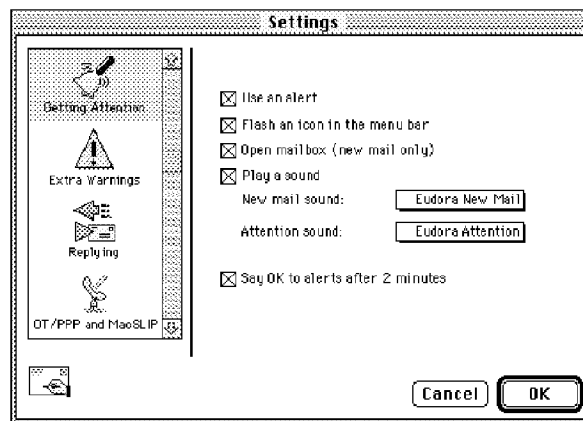 Settings
Getting Attention
Extra Warnings
Replying
OT/PPP and MacSLIP
Use an alert
Flash an icon in the menu bar
Open mailbox (new mail only)
Play a sound
New mail sound: Eudora New Mail
Attention sound: Eudora Attention
Say OK to alerts after 2 minutes
Cancel OK